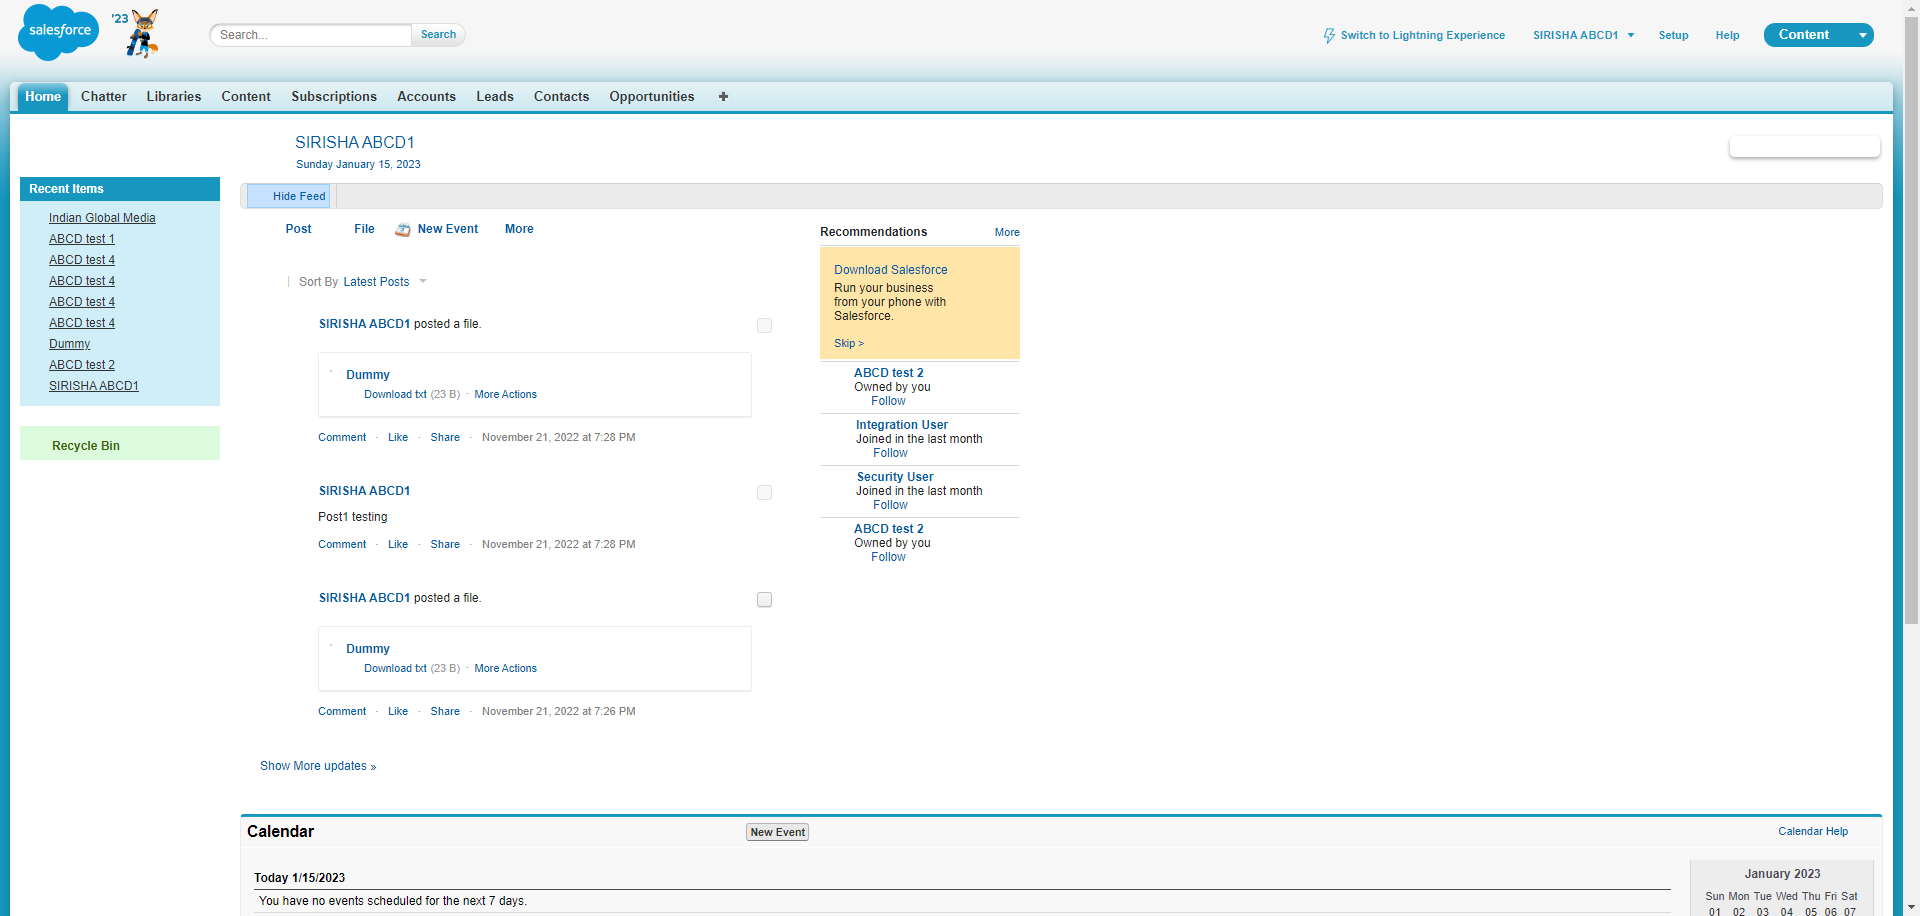 salesforce
'23
Search...
Search
Switch to Lightning Experience
SIRISHA ABCD1
Setup
Help
Content
Home
Chatter
Libraries
Content
Subscriptions
Accounts
Leads
Contacts
Opportunities
+
SIRISHA ABCD1
Sunday January 15, 2023
Recent Items
Indian Global Media
ABCD test 1
ABCD test 4
ABCD test 4
ABCD test 4
ABCD test 4
Dummy
ABCD test 2
SIRISHA ABCD1
Recycle Bin
Hide Feed
Post
File
New Event
More
Sort By Latest Posts
SIRISHA ABCD1 posted a file.
Dummy
Download txt (23 B) · More Actions
Comment · Like · Share · November 21, 2022 at 7:28 PM
SIRISHA ABCD1
Post1 testing
Comment · Like · Share · November 21, 2022 at 7:28 PM
SIRISHA ABCD1 posted a file.
Dummy
Download txt (23 B) · More Actions
Comment · Like · Share · November 21, 2022 at 7:26 PM
Show More updates »
Recommendations
More
Download Salesforce
Run your business
from your phone with
Salesforce.
Skip >
ABCD test 2
Owned by you
Follow
Integration User
Joined in the last month
Follow
Security User
Joined in the last month
Follow
ABCD test 2
Owned by you
Follow
Calendar
New Event
Calendar Help
Today 1/15/2023
You have no events scheduled for the next 7 days.
January 2023
Sun Mon Tue Wed Thu Fri Sat
01 02 03 04 05 06 07